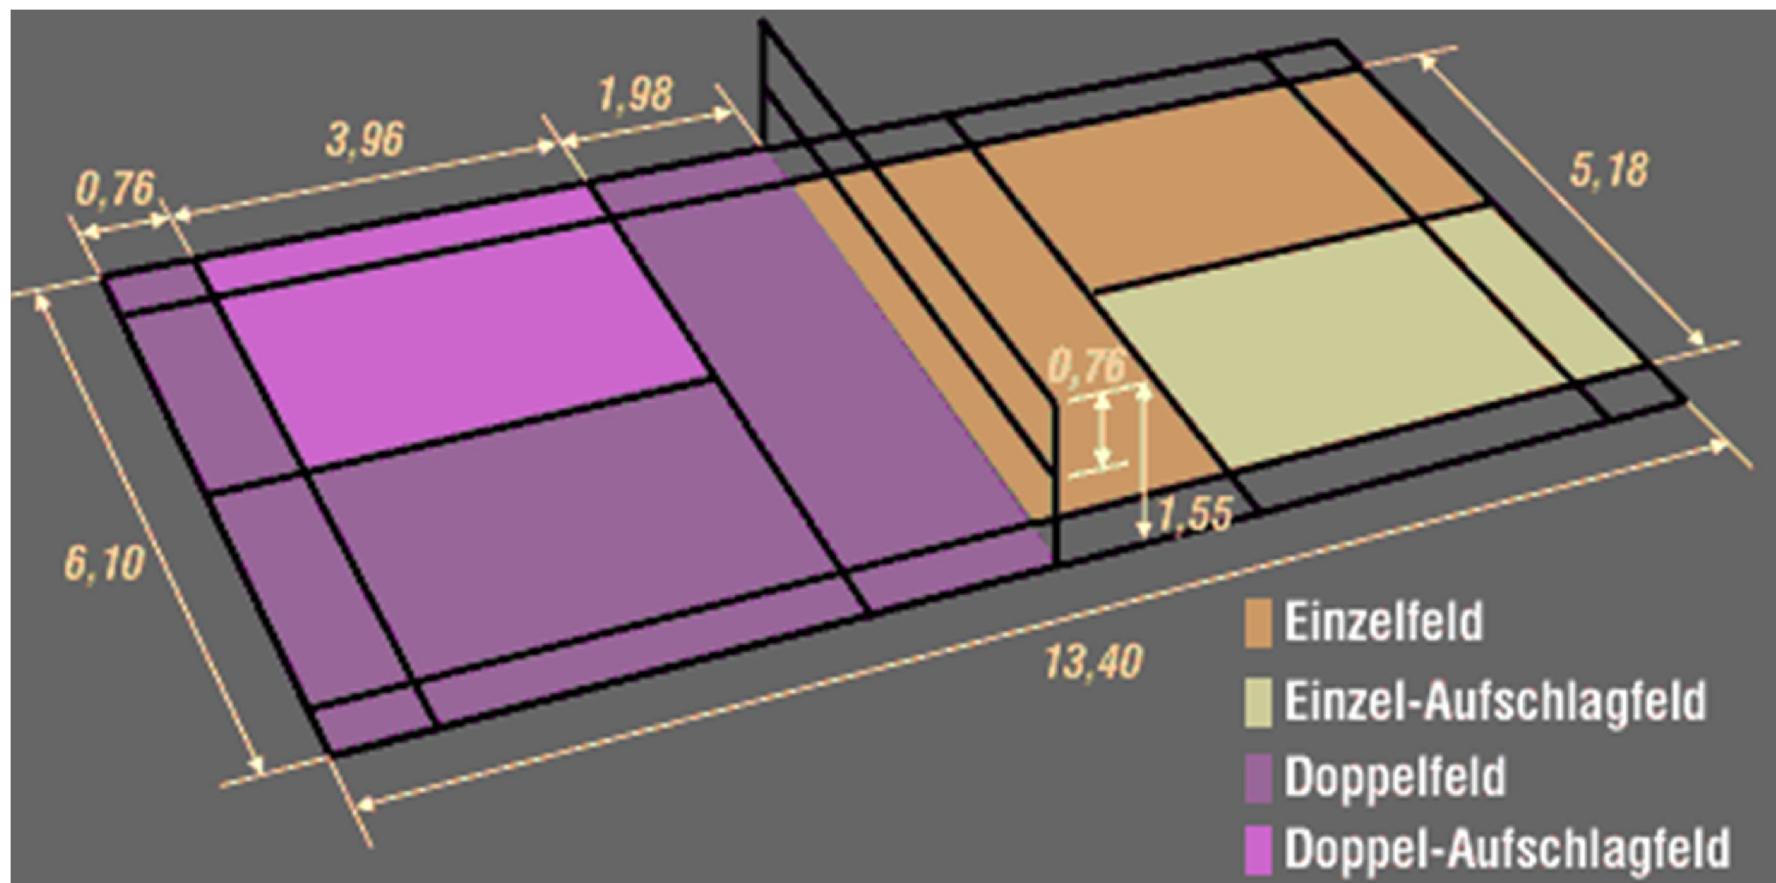 1,98
3,96
0,76
5,18
0,76
1,55
6,10
13,40
Einzelfeld
Einzel-Aufschlagfeld
Doppelfeld
Doppel-Aufschlagfeld